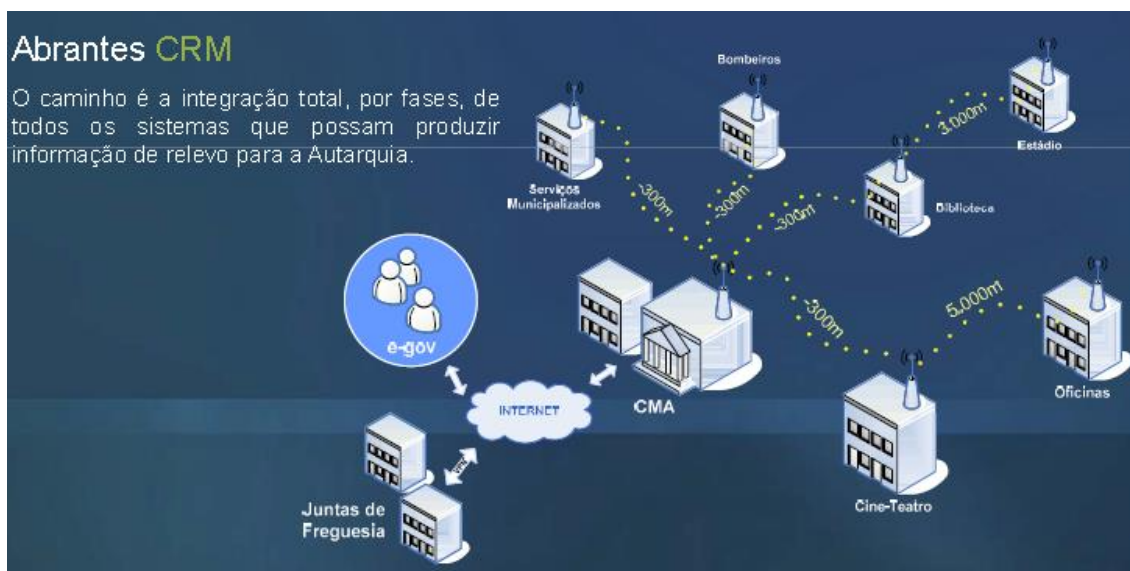 Abrantes CRM
O caminho é a integração total, por fases, de
todos os sistemas que possam produzir
informação de relevo para a Autarquia.
Bombeiros
3.000m
Estádio
Serviços
Municipalizados
-300m
-300m
-300m
Biblioteca
e-gov
-300m
5.000m
Oficinas
INTERNET
CMA
VPN
Cine-Teatro
Juntas de
Freguesia